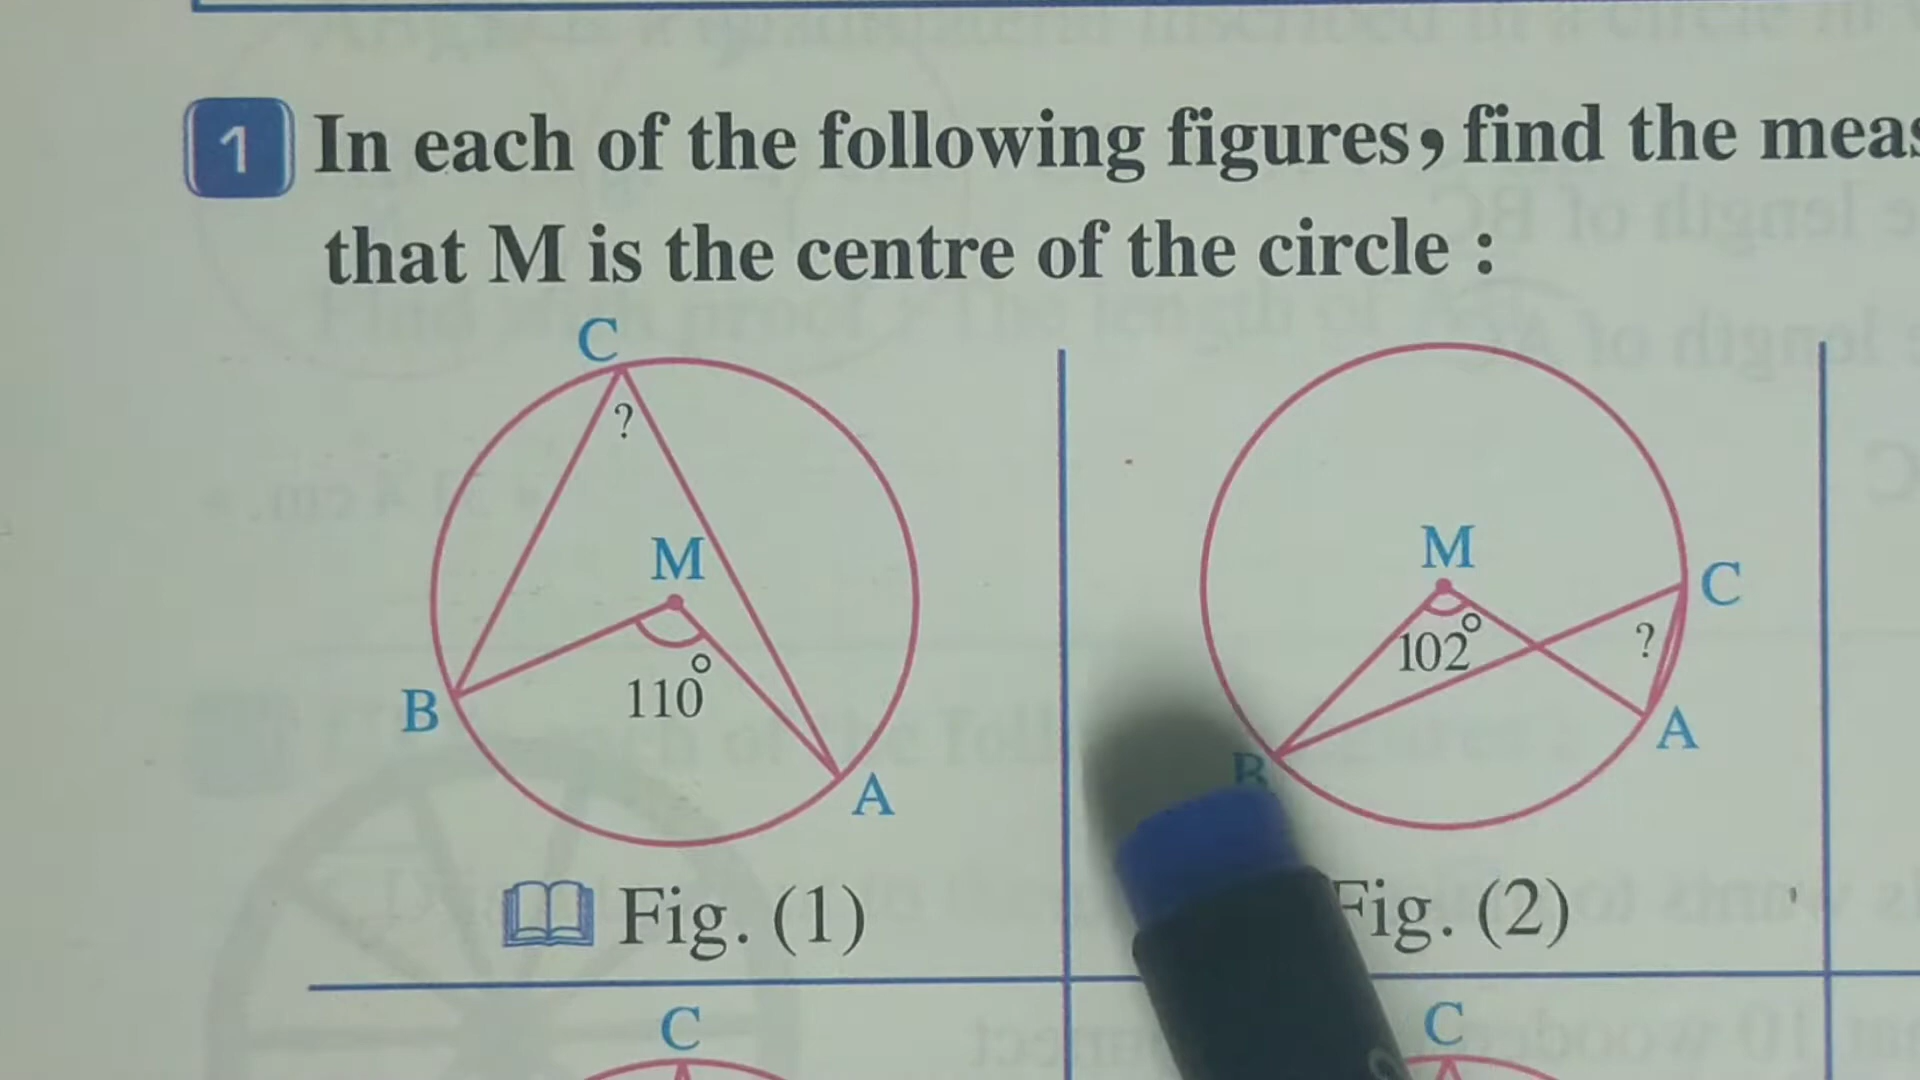 1 In each of the following figures, find the meas
that M is the centre of the circle :
C
?
M
110°
B
A
Fig. (1)
M
102°
C
?
A
B
Fig. (2)
C
C